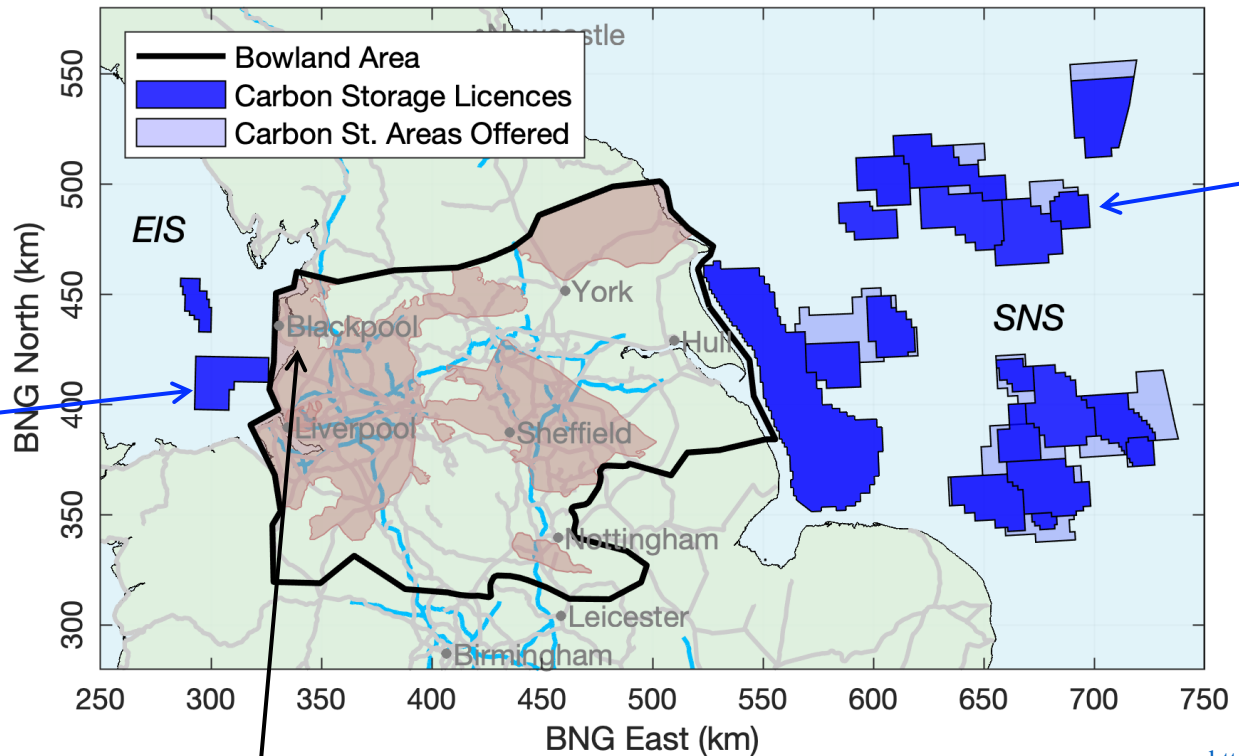 Newcastle
Bowland Area
Carbon Storage Licences
Carbon St. Areas Offered
EIS
SNS
York
Blackpool
Hull
Liverpool
Sheffield
Nottingham
Leicester
Birmingham
550
500
450
400
350
300
BNG North (km)
250 300 350 400 450 500 550 600 650 700 750
BNG East (km)